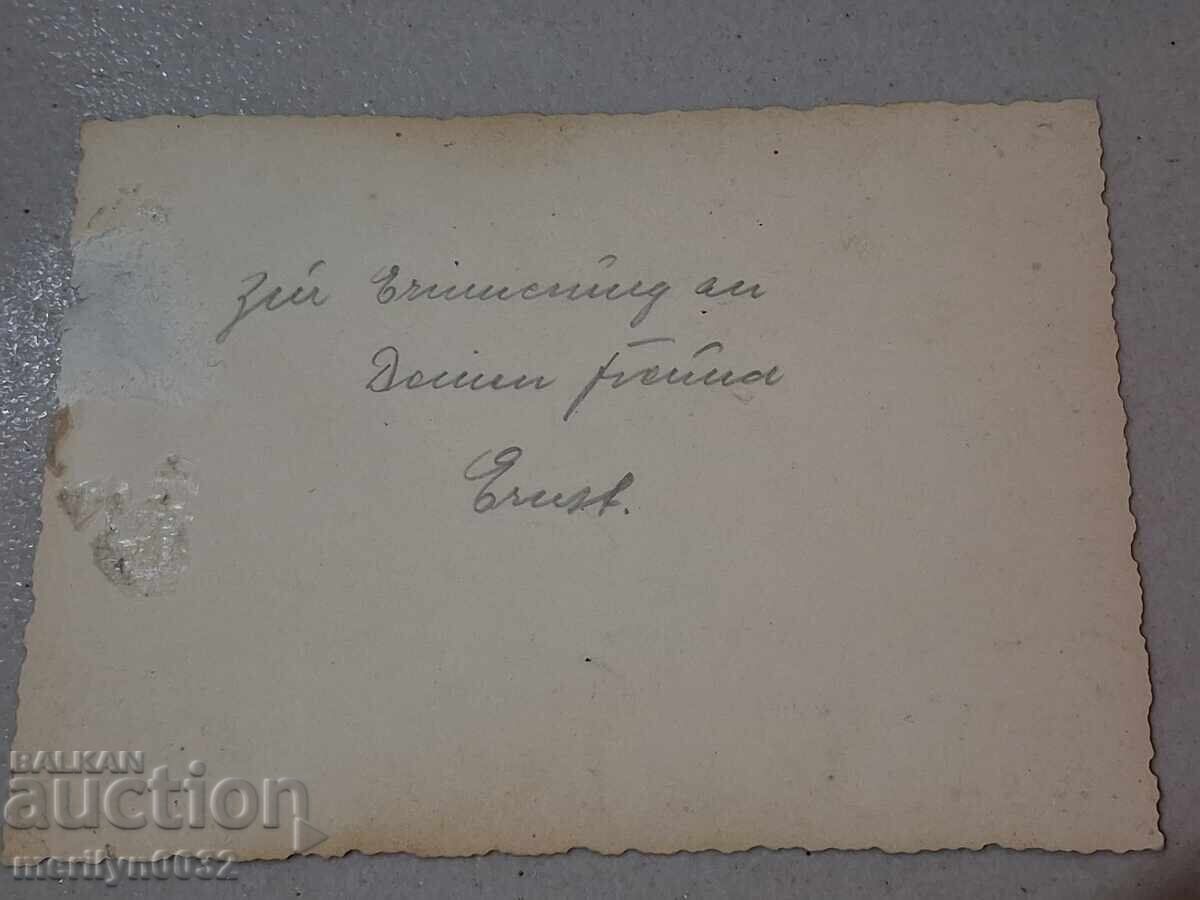 Zur Erinnerung an
Deinen Freund
Ernst.
BALKAN
auction
merilyn0032